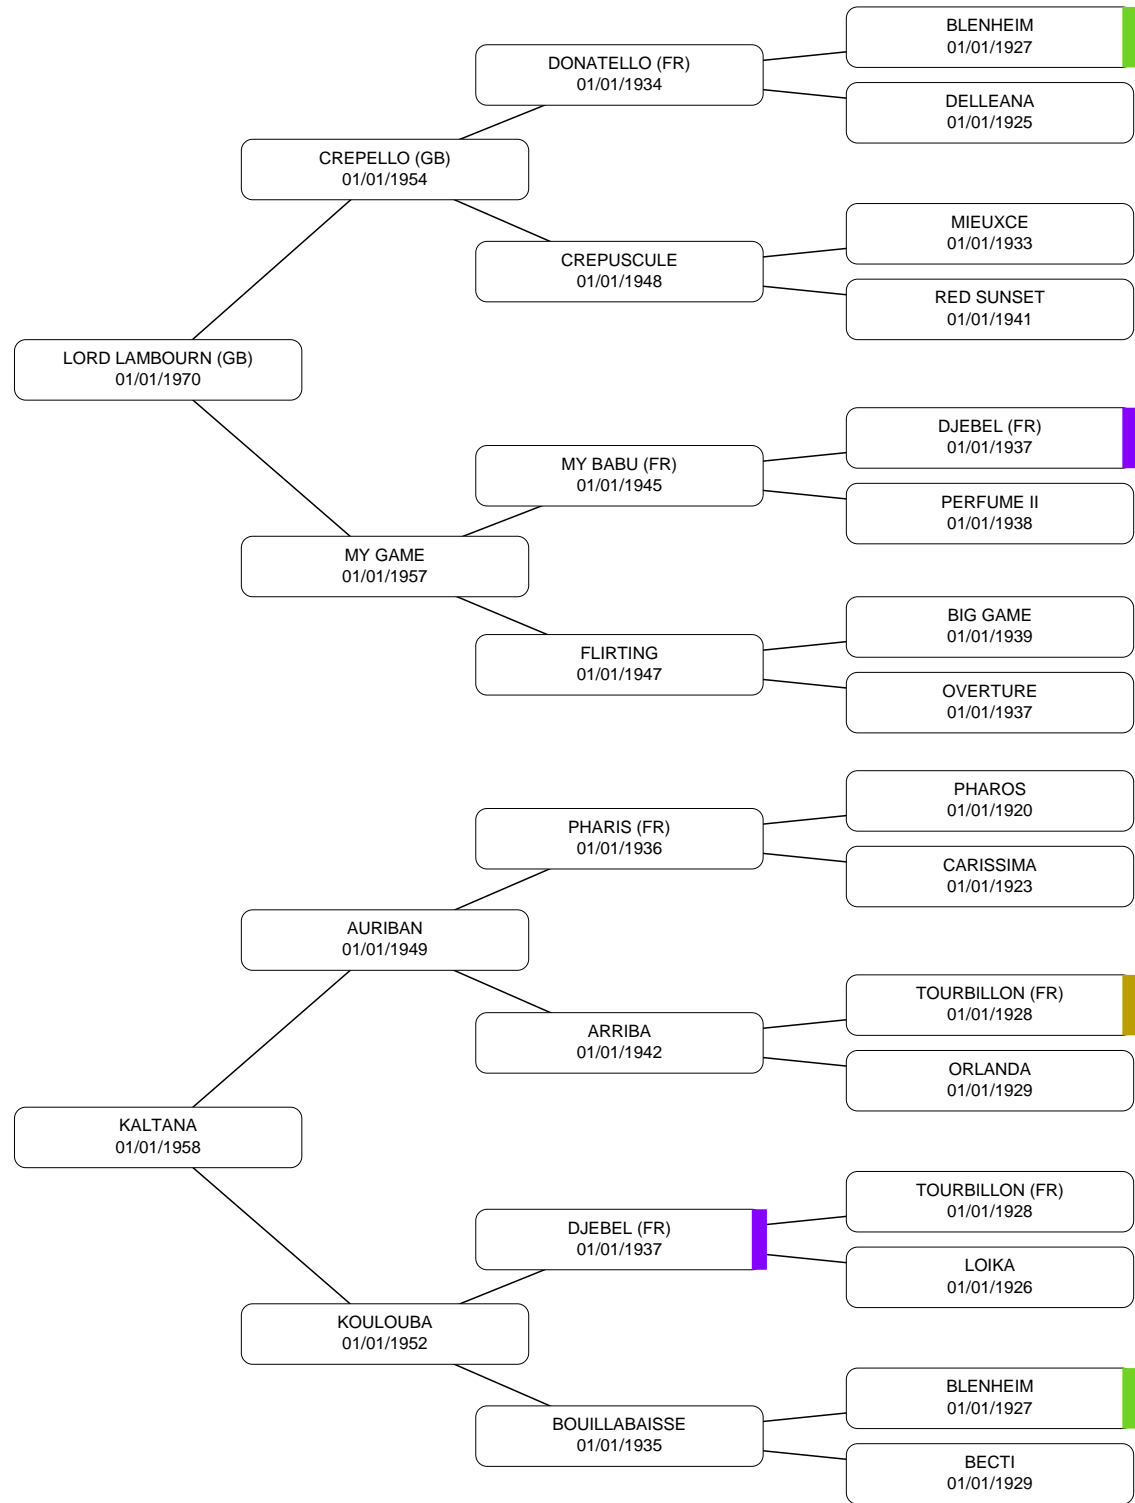 BLENHEIM
01/01/1927
DONATELLO (FR)
01/01/1934
DELLEANA
01/01/1925
CREPELLO (GB)
01/01/1954
MIEUXCE
01/01/1933
CREPUSCULE
01/01/1948
RED SUNSET
01/01/1941
LORD LAMBOURN (GB)
01/01/1970
DJEBEL (FR)
01/01/1937
MY BABU (FR)
01/01/1945
PERFUME II
01/01/1938
MY GAME
01/01/1957
BIG GAME
01/01/1939
FLIRTING
01/01/1947
OVERTURE
01/01/1937
PHAROS
01/01/1920
PHARIS (FR)
01/01/1936
CARISSIMA
01/01/1923
AURIBAN
01/01/1949
TOURBILLON (FR)
01/01/1928
ARRIBA
01/01/1942
ORLANDA
01/01/1929
KALTANA
01/01/1958
TOURBILLON (FR)
01/01/1928
DJEBEL (FR)
01/01/1937
LOIKA
01/01/1926
KOULOUBA
01/01/1952
BLENHEIM
01/01/1927
BOUILLABAISSE
01/01/1935
BECTI
01/01/1929